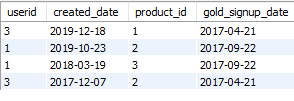 userid created_date product_id gold_signup_date
3 2019-12-18 1 2017-04-21
1 2019-10-23 2 2017-09-22
1 2018-03-19 3 2017-09-22
3 2017-12-07 2 2017-04-21